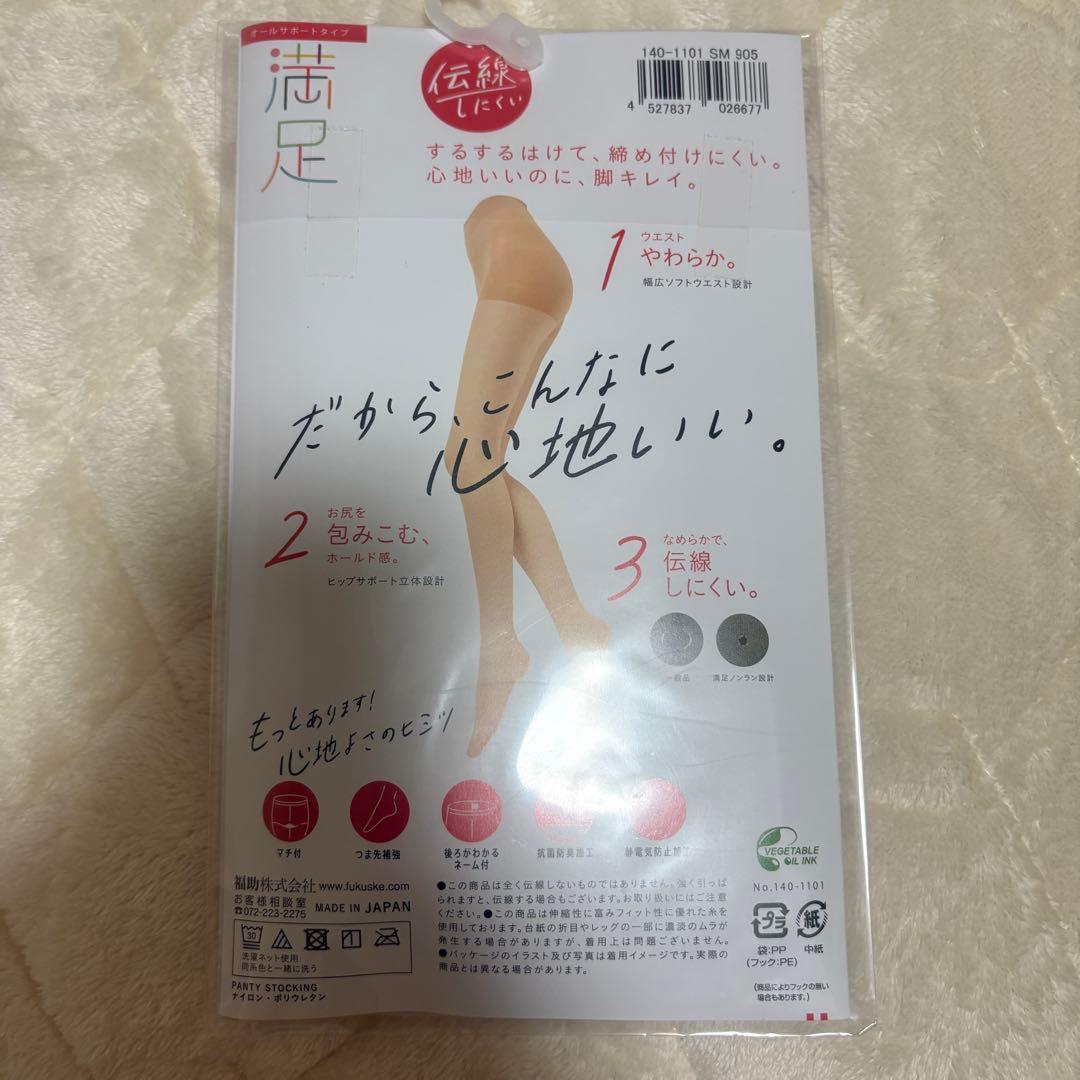 オールサポートタイプ
満足
伝線
しにくい
140-1101 SM 905
4 527837 026677
するするはけて、締め付けにくい。
心地いいのに、脚キレイ。
1
ウエスト
やわらか。
幅広ソフトウエスト設計
だから、こんなに
心地いい。
2
お尻を
包みこむ、
ホールド感。
ヒップサポート立体設計
3
なめらかで、
伝線
しにくい。
一般品
満足ノンラン設計
もっとあります!
心地よさのヒミツ
マチ付
つま先補強
後ろがわかる
ネーム付
抗菌防臭加工
静電気防止加工
VEGETABLE
OIL INK
福助株式会社 www.fukuske.com
お客様相談室
072-223-2275
MADE IN JAPAN
30
洗濯ネット使用
同系色と一緒に洗う
PANTY STOCKING
ナイロン・ポリウレタン
●この商品は全く伝線しないものではありません。強く引っぱ
られますと、伝線する場合もございます。お取り扱いにはご注意
ください。●この商品は伸縮性に富みフィット性に優れた糸を
使用しております。台紙の折目やレッグの一部に濃淡のムラが
発生する場合がありますが、着用上は問題ございません。
●パッケージのイラスト及び写真は着用イメージです。実際の
商品とは異なる場合があります。
No.140-1101
プラ
紙
袋:PP
(フック:PE)
中紙
(商品によりフックの無い
場合もあります。)